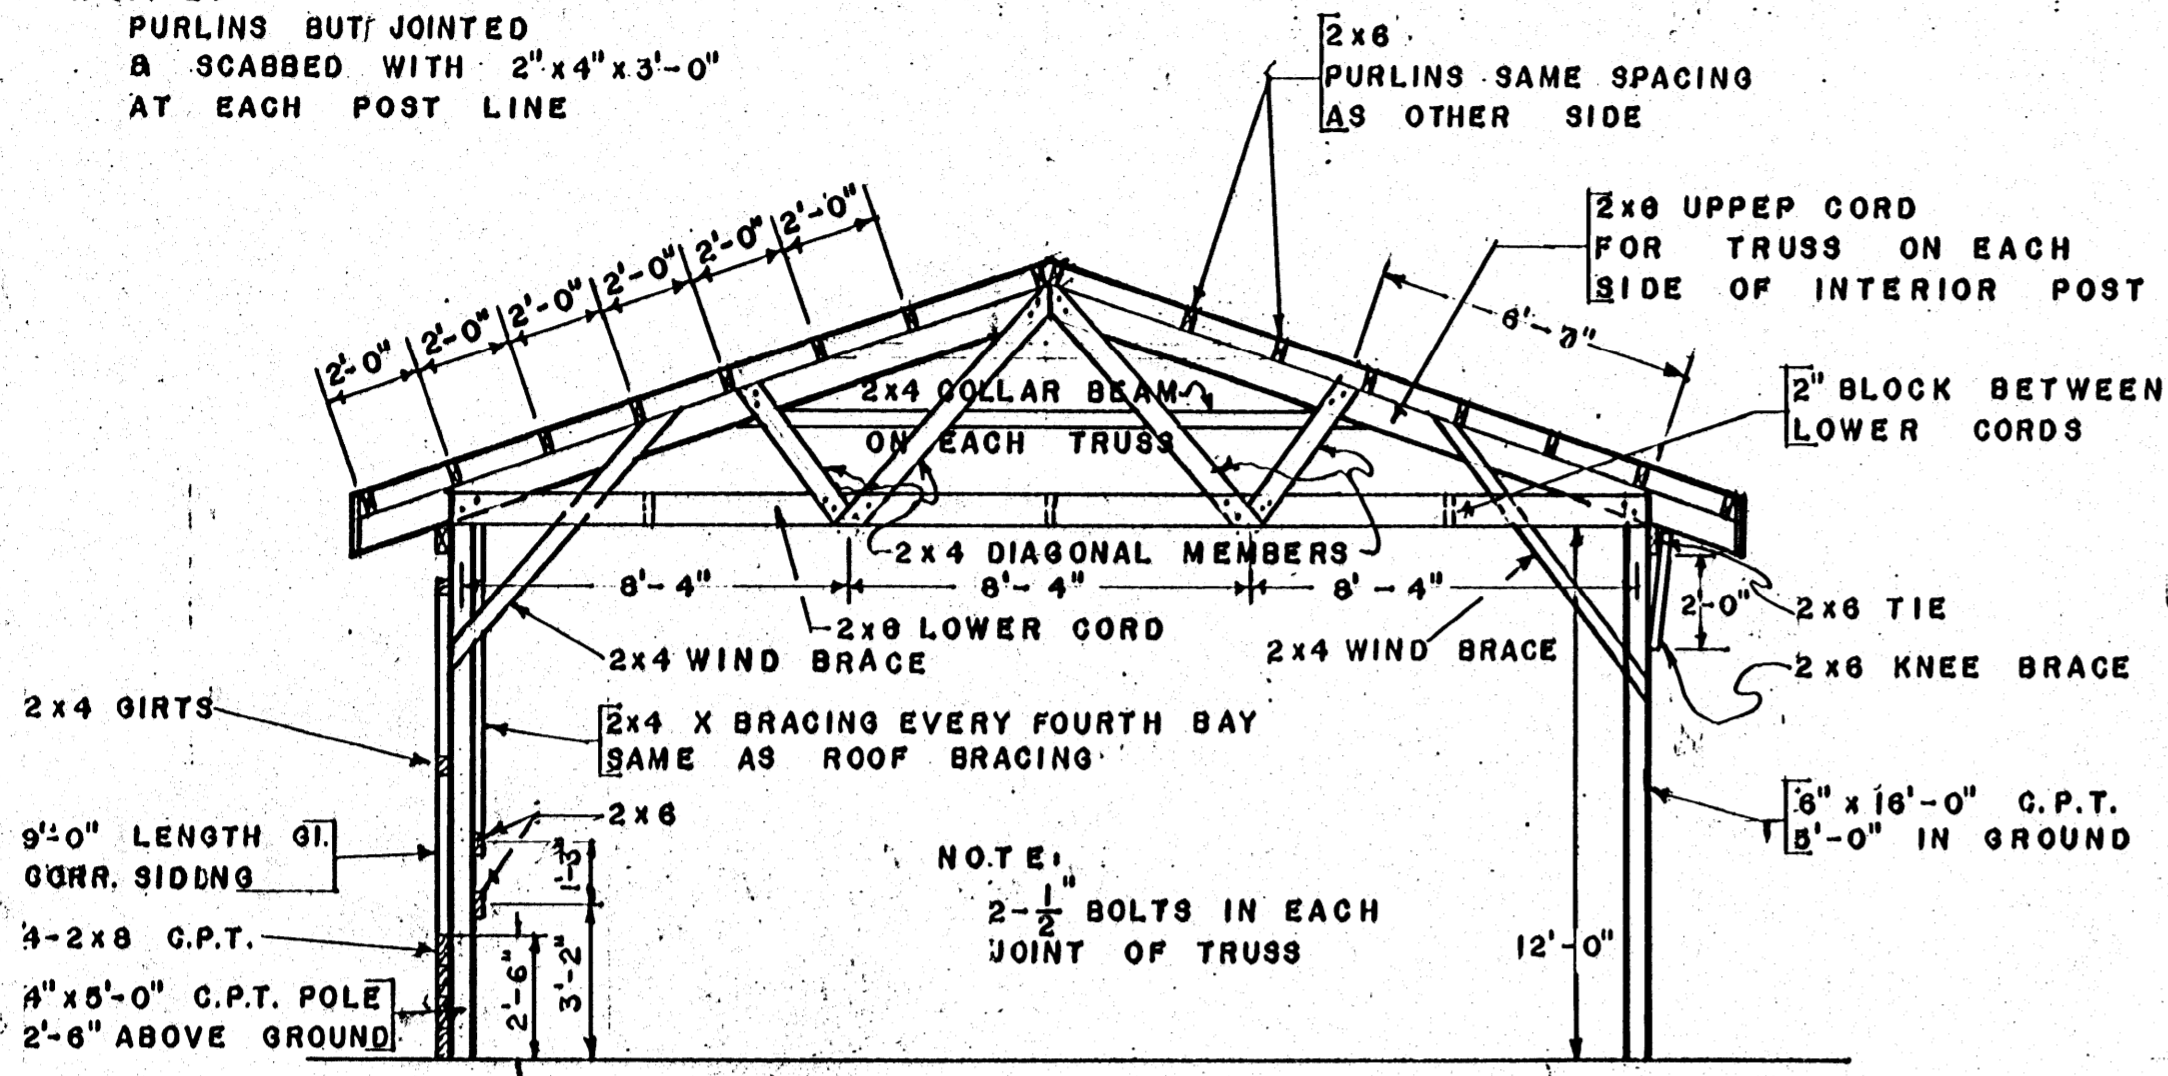 PURLINS BUT JOINTED
& SCABBED WITH 2"x4"x3'-0"
AT EACH POST LINE
2x6
PURLINS SAME SPACING
AS OTHER SIDE
2'-0"
2'-0"
2'-0"
2'-0"
2'-0"
2'-0"
2x6 UPPER CORD
FOR TRUSS ON EACH
SIDE OF INTERIOR POST
2x4 COLLAR BEAM
ON EACH TRUSS
2" BLOCK BETWEEN
LOWER CORDS
2x4 DIAGONAL MEMBERS
8'-4"
8'-4"
8'-4"
2x6 LOWER CORD
2x4 WIND BRACE
2x4 WIND BRACE
2'-0"
2x6 TIE
2x6 KNEE BRACE
2x4 GIRTS
2x4 X BRACING EVERY FOURTH BAY
SAME AS ROOF BRACING
2x6
9'-0" LENGTH GI.
CORR. SIDING
4-2x8 C.P.T.
4"x5'-0" C.P.T. POLE
2'-6" ABOVE GROUND
2'-6"
3'-2"
NOTE:
2-1/2" BOLTS IN EACH
JOINT OF TRUSS
12'-0"
6" x 16'-0" C.P.T.
5'-0" IN GROUND